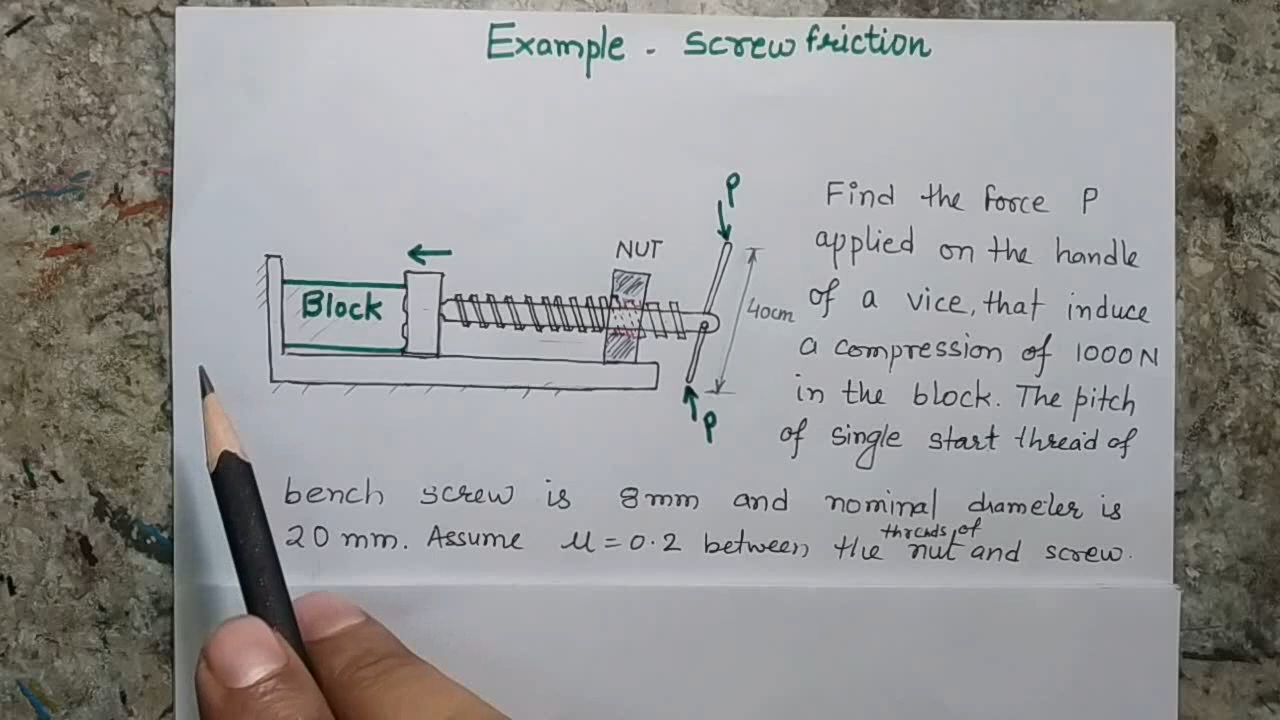 Example - Screw friction
P
NUT
Block
40cm
P
Find the force P
applied on the handle
of a vice, that induce
a compression of 1000N
in the block. The pitch
of single start thread of
bench screw is 8mm and nominal diameter is
20 mm. Assume μ = 0.2 between the threads of nut and screw.